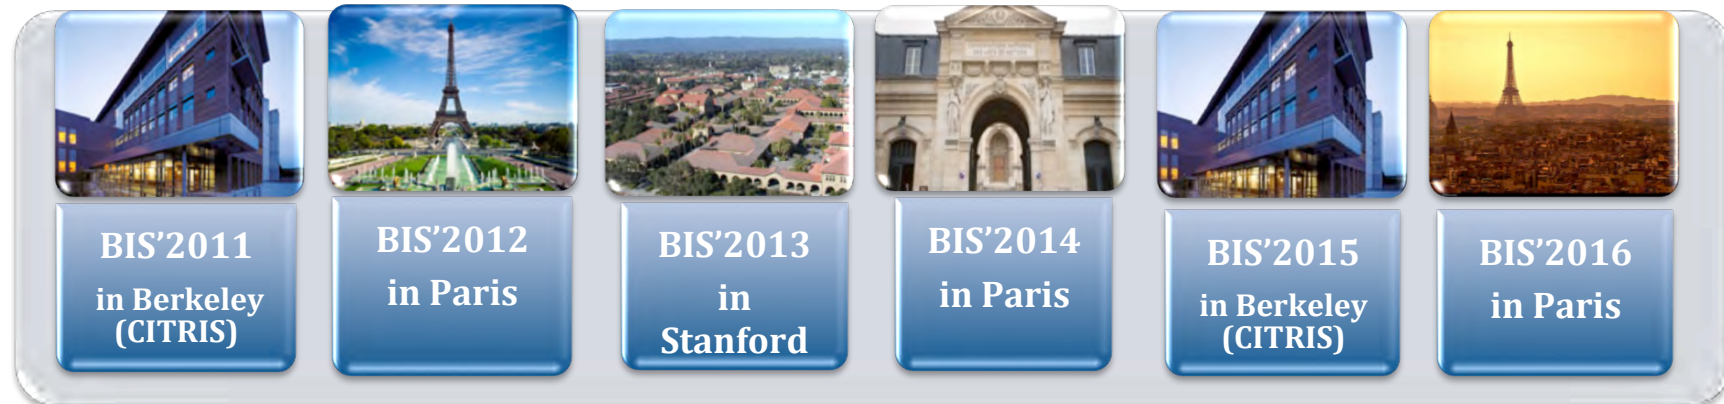 BIS’2011
in Berkeley
(CITRIS)
BIS’2012
in Paris
BIS’2013
in
Stanford
BIS’2014
in Paris
BIS’2015
in Berkeley
(CITRIS)
BIS’2016
in Paris